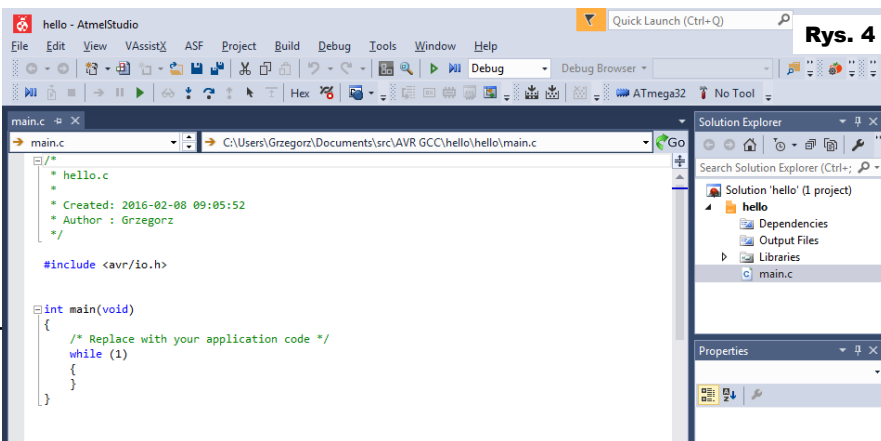 hello - AtmelStudio
Quick Launch (Ctrl+Q)
Rys. 4
File Edit View VAssistX ASF Project Build Debug Tools Window Help
Debug Debug Browser
Hex ATmega32 No Tool
main.c
main.c C:\Users\Grzegorz\Documents\src\AVR GCC\hello\hello\main.c Go
/*
* hello.c
*
* Created: 2016-02-08 09:05:52
* Author : Grzegorz
*/
#include <avr/io.h>
int main(void)
{
/* Replace with your application code */
while (1)
{
}
}
Solution Explorer
Search Solution Explorer (Ctrl+;
Solution 'hello' (1 project)
hello
Dependencies
Output Files
Libraries
main.c
Properties